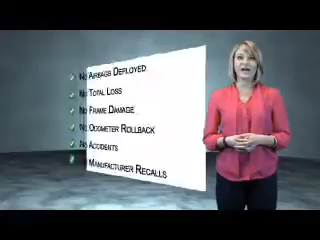 No Airbags Deployed
No Total Loss
No Frame Damage
No Odometer Rollback
No Accidents
Manufacturer Recalls